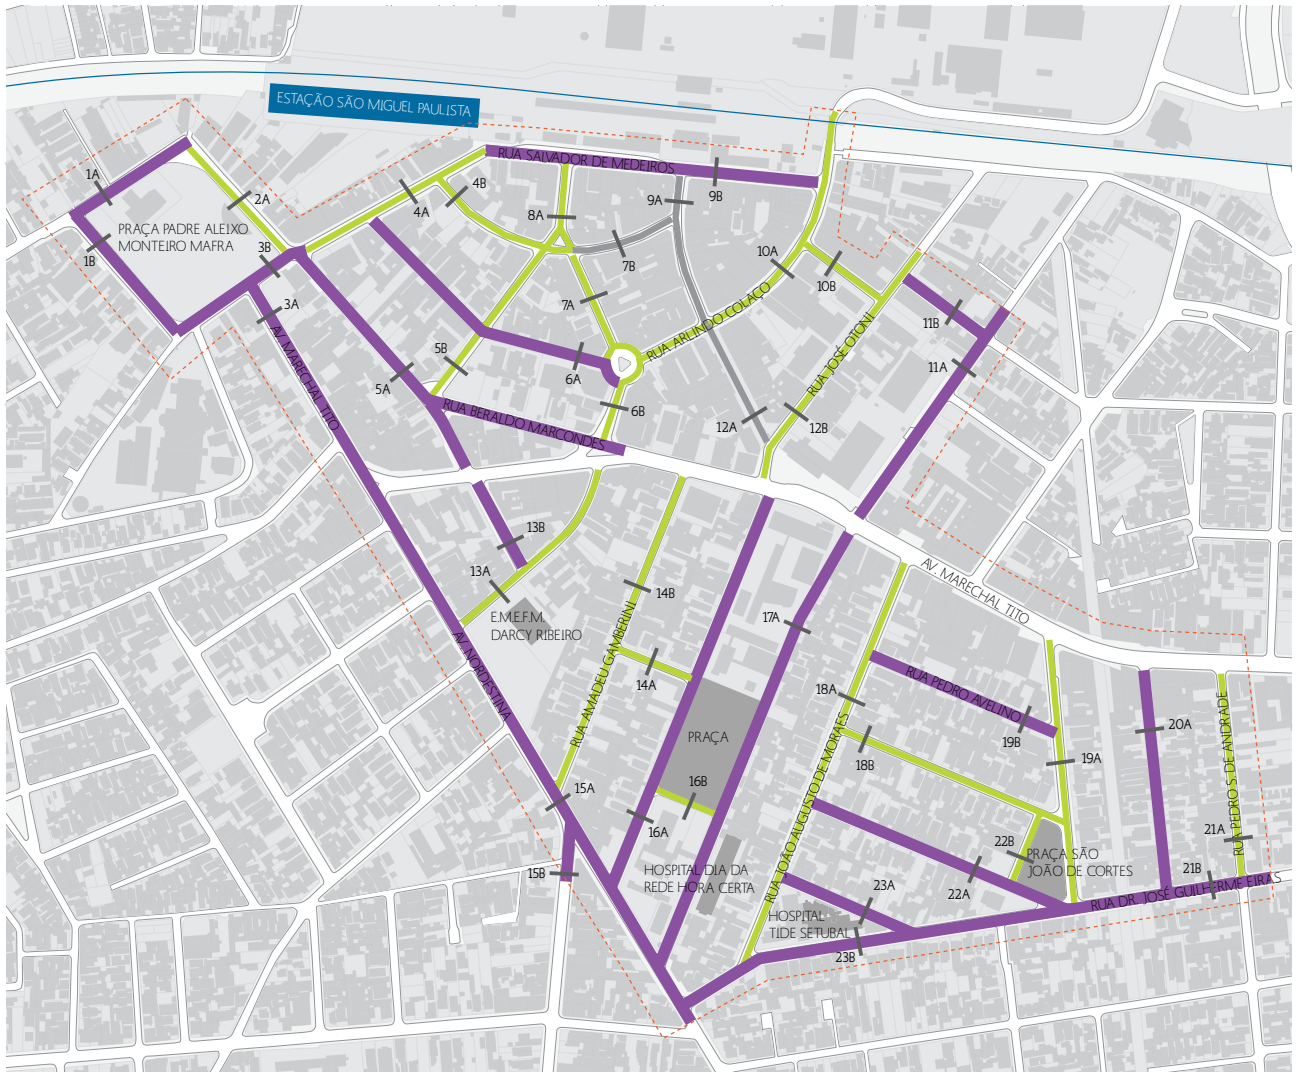 ESTAÇÃO SÃO MIGUEL PAULISTA
RUA SALVADOR DE MEDEIROS
1A
2A
4B
4A
8A
9A
9B
PRAÇA PADRE ALEIXO
MONTEIRO MAFRA
1B
3B
7B
10A
10B
3A
7A
RUA ARLINDO COLAÇO
11B
AV. MARECHAL TITO
5B
5A
6A
RUA JOSÉ OTONI
11A
RUA BERALDO MARCONDES
6B
12A
12B
13B
13A
E.M.E.F.M.
DARCY RIBEIRO
14B
17A
AV. MARECHAL TITO
AV. NORDESTINA
RUA AMADEU GAMBERINI
14A
18A
RUA PEDRO AVELINO
19B
20A
PRAÇA
18B
19A
RUA PEDRO S. DE ANDRADE
15A
16B
16A
RUA JOÃO AUGUSTO DE MORAES
21A
22B
PRAÇA SÃO
JOÃO DE CORTES
15B
HOSPITAL DIA DA
REDE HORA CERTA
23A
22A
21B
RUA DR. JOSÉ GUILHERME EIRAS
HOSPITAL
TIDE SETUBAL
23B